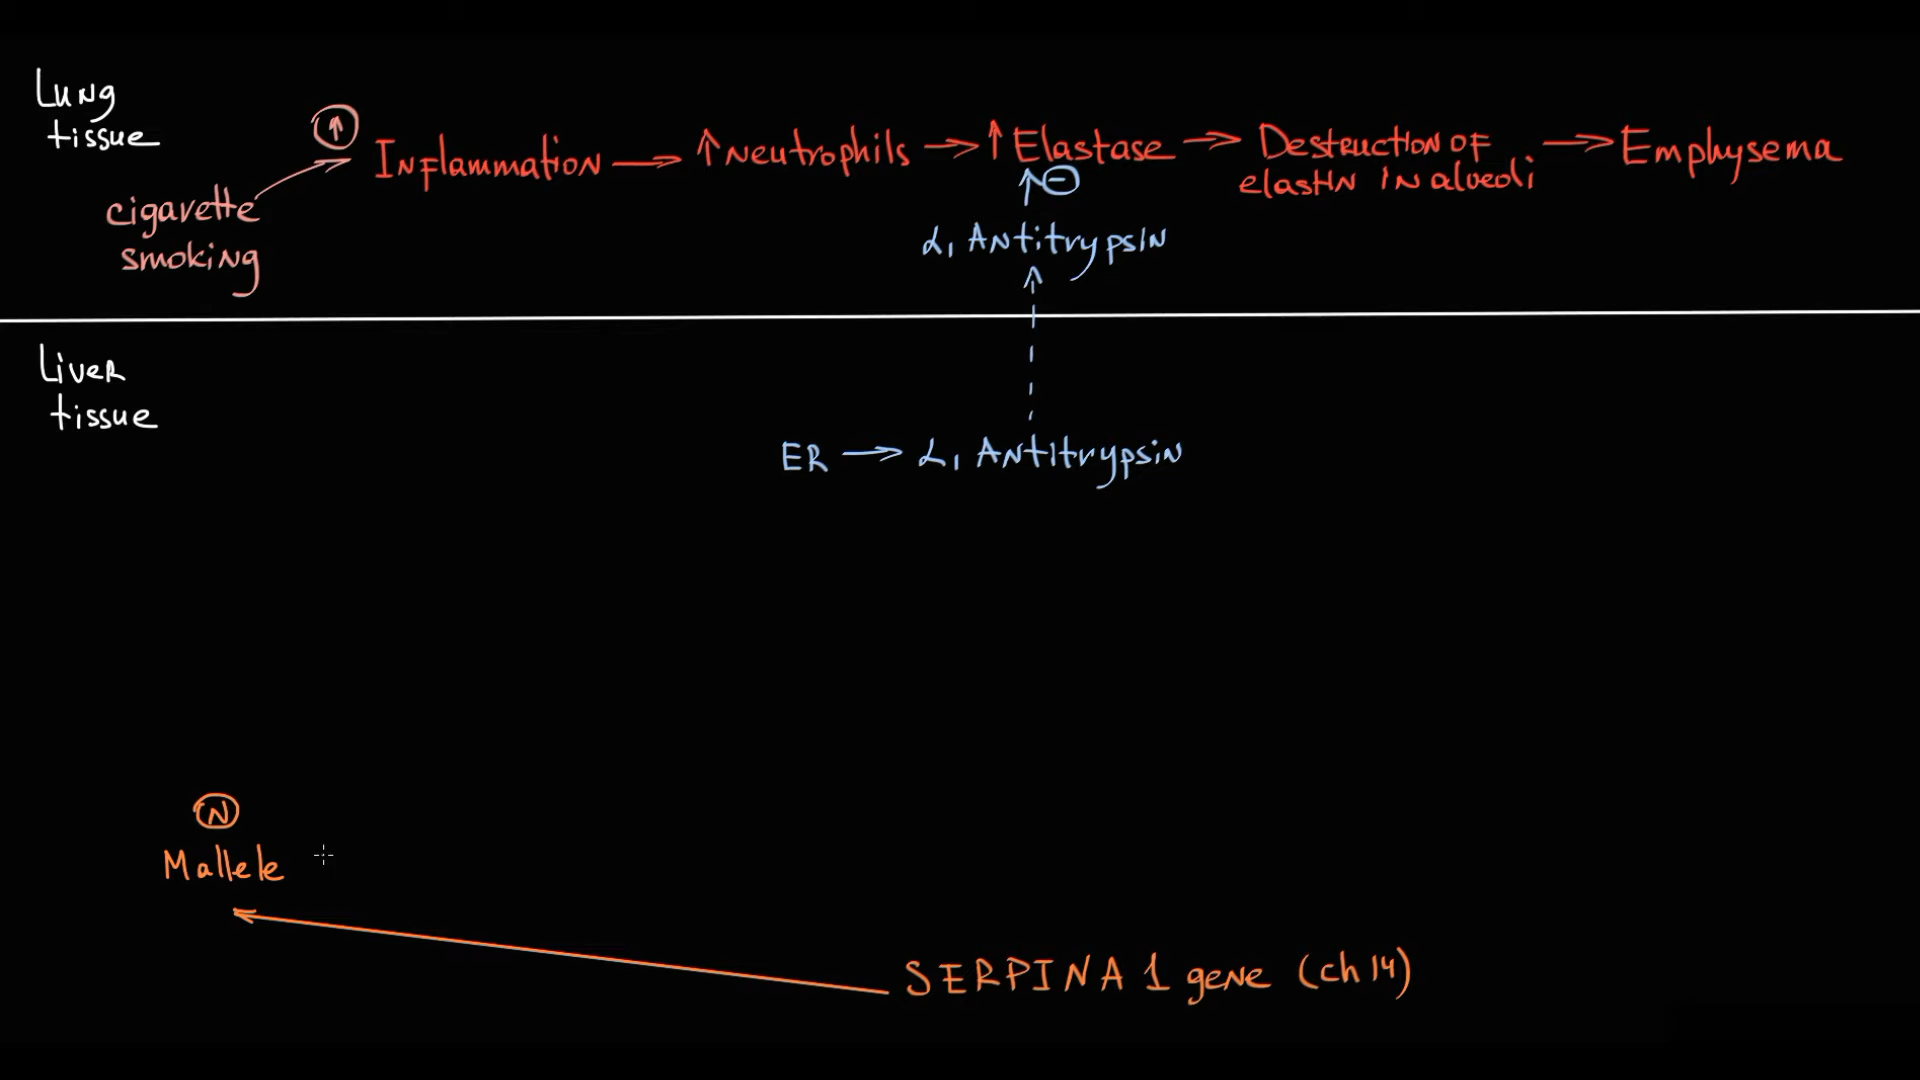 Lung
tissue
↑
Inflammation → ↑ Neutrophils → ↑ Elastase → Destruction of
elastin in alveoli → Emphysema
cigarette
smoking
↑ ⊖
α1 Antitrypsin
Liver
tissue
ER → α1 Antitrypsin
N
M allele
SERPINA 1 gene (ch 14)